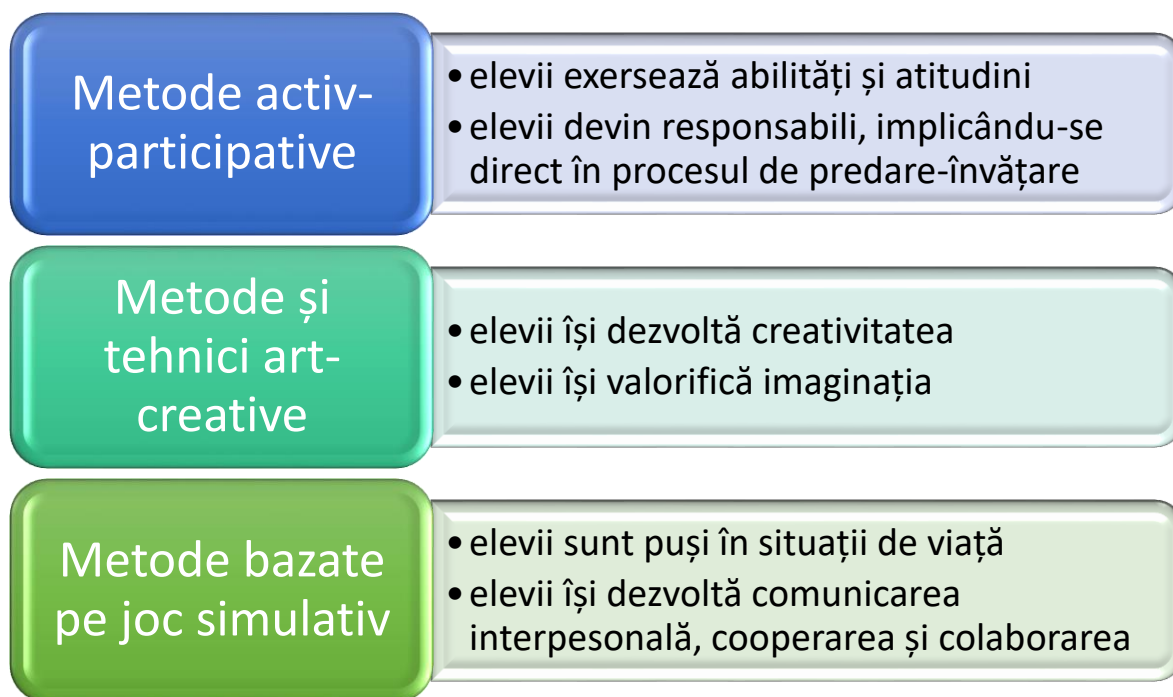 Metode activ-
participative
• elevii exersează abilități și atitudini
• elevii devin responsabili, implicându-se
direct în procesul de predare-învățare
Metode și
tehnici art-
creative
• elevii își dezvoltă creativitatea
• elevii își valorifică imaginația
Metode bazate
pe joc simulativ
• elevii sunt puși în situații de viață
• elevii își dezvoltă comunicarea
interpesonală, cooperarea și colaborarea